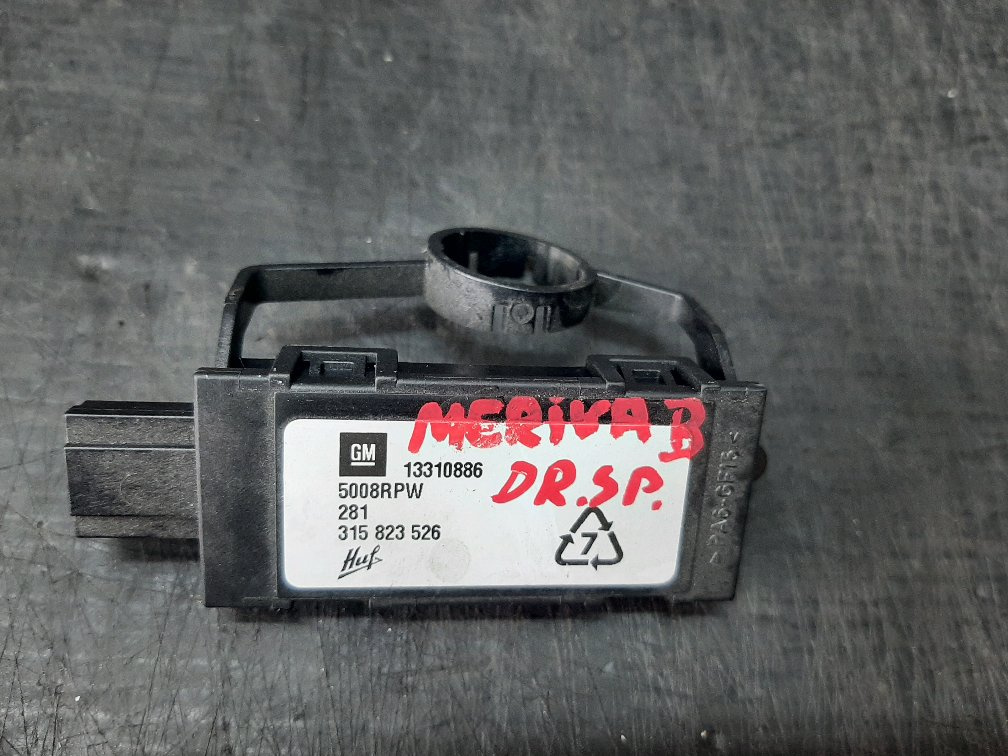 MERIVA B
GM 13310886
DR.SP.
5008RPW
281
315 823 526
Huf
7
>PA6-GF15<